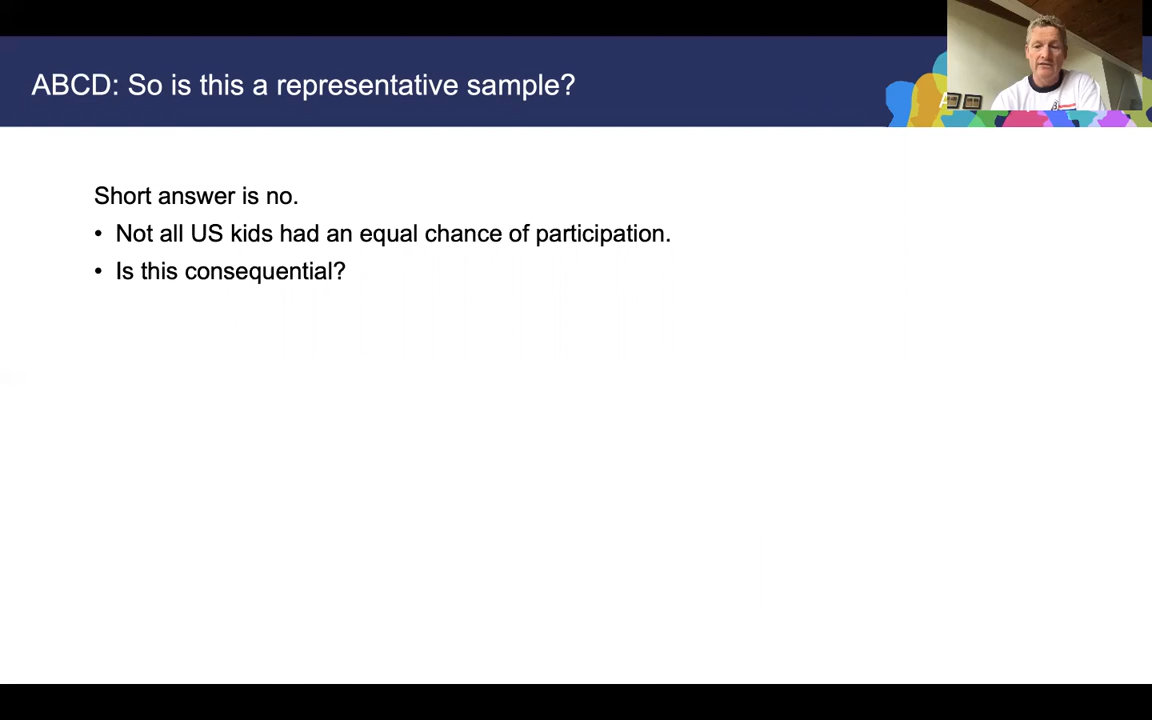 ABCD: So is this a representative sample?
Short answer is no.
• Not all US kids had an equal chance of participation.
• Is this consequential?